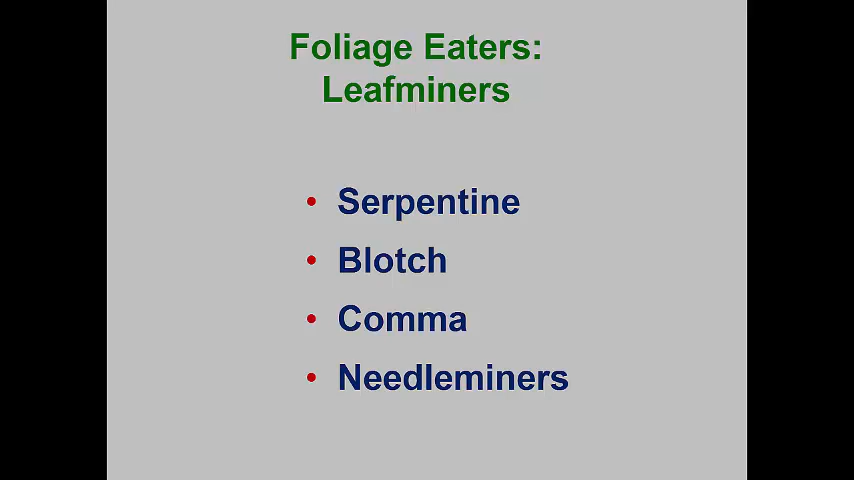 Foliage Eaters:
Leafminers
• Serpentine
• Blotch
• Comma
• Needleminers